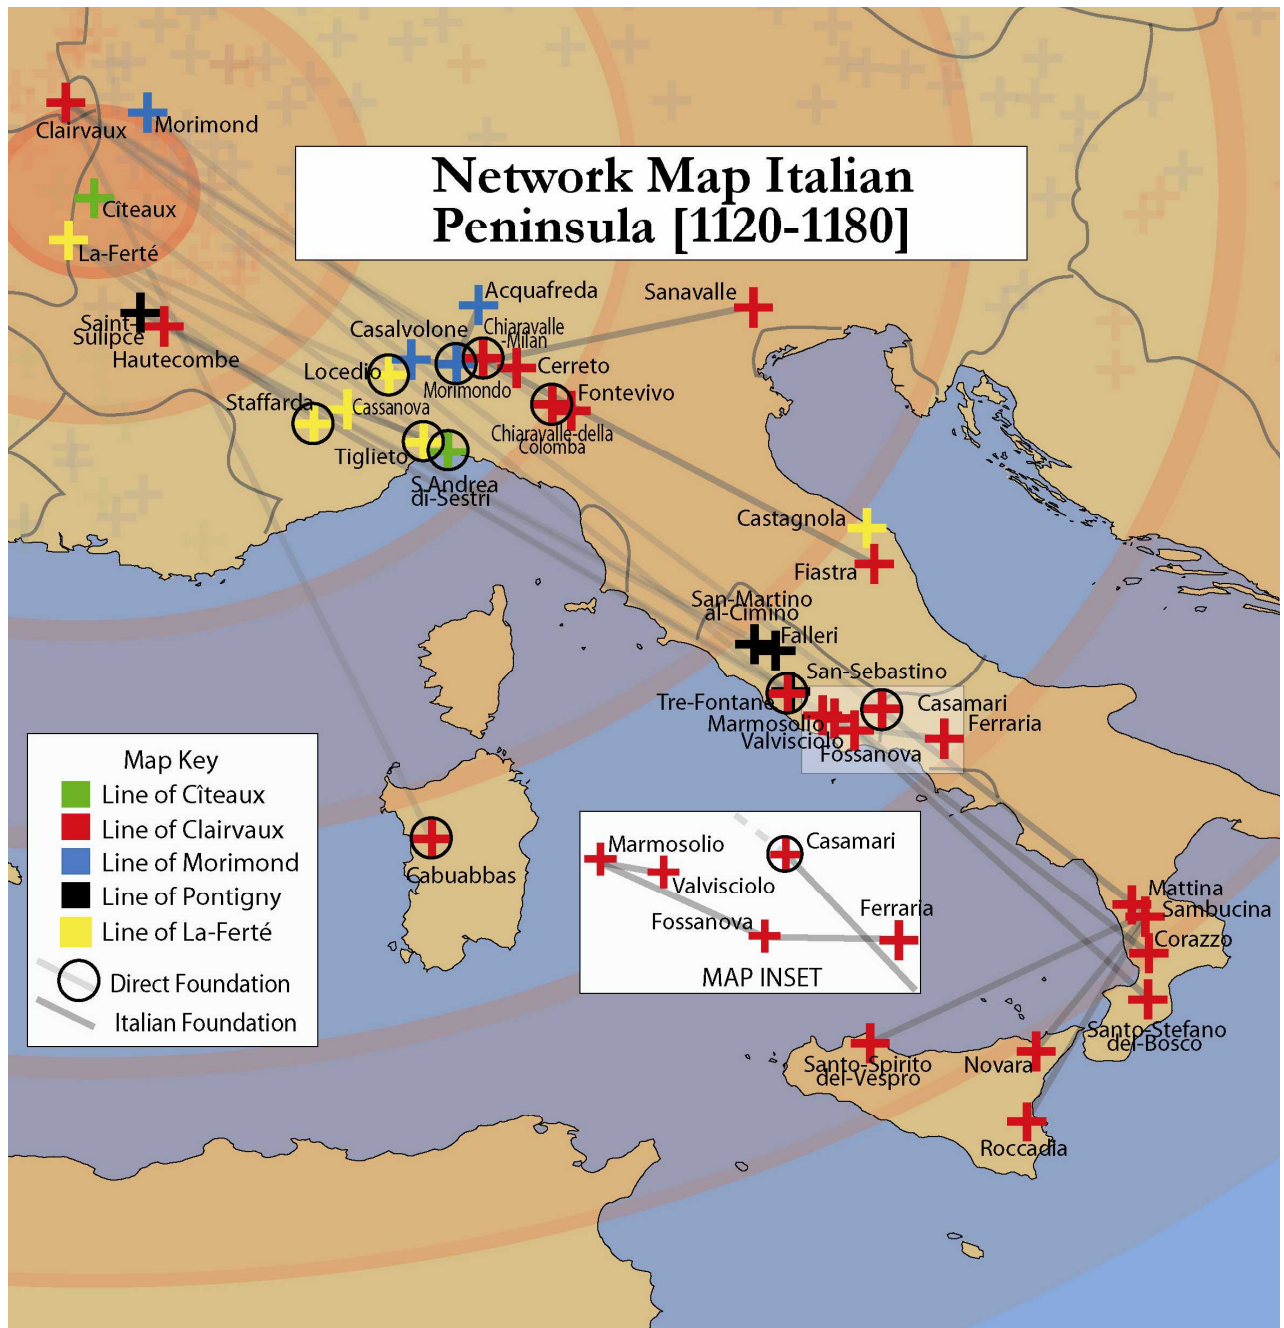 Clairvaux
Morimond
Cîteaux
La-Ferté
Saint-
Sulipce
Hautecombe
Network Map Italian
Peninsula [1120-1180]
Acquafreda
Sanavalle
Casalvolone
Chiaravalle
-Milan
Cerreto
Locedio
Morimondo
Fontevivo
Staffarda
Cassanova
Chiaravalle-della
Colomba
Tiglieto
S.Andrea
di-Sestri
Castagnola
Fiastra
San-Martino
al-Cimino
Falleri
San-Sebastino
Tre-Fontane
Casamari
Marmosolio
Ferraria
Valvisciolo
Fossanova
Map Key
Line of Cîteaux
Line of Clairvaux
Line of Morimond
Line of Pontigny
Line of La-Ferté
Direct Foundation
Italian Foundation
Cabuabbas
Marmosolio
Casamari
Valvisciolo
Fossanova
Ferraria
MAP INSET
Mattina
Sambucina
Corazzo
Santo-Stefano
del-Bosco
Santo-Spirito
del-Vespro
Novara
Roccadia